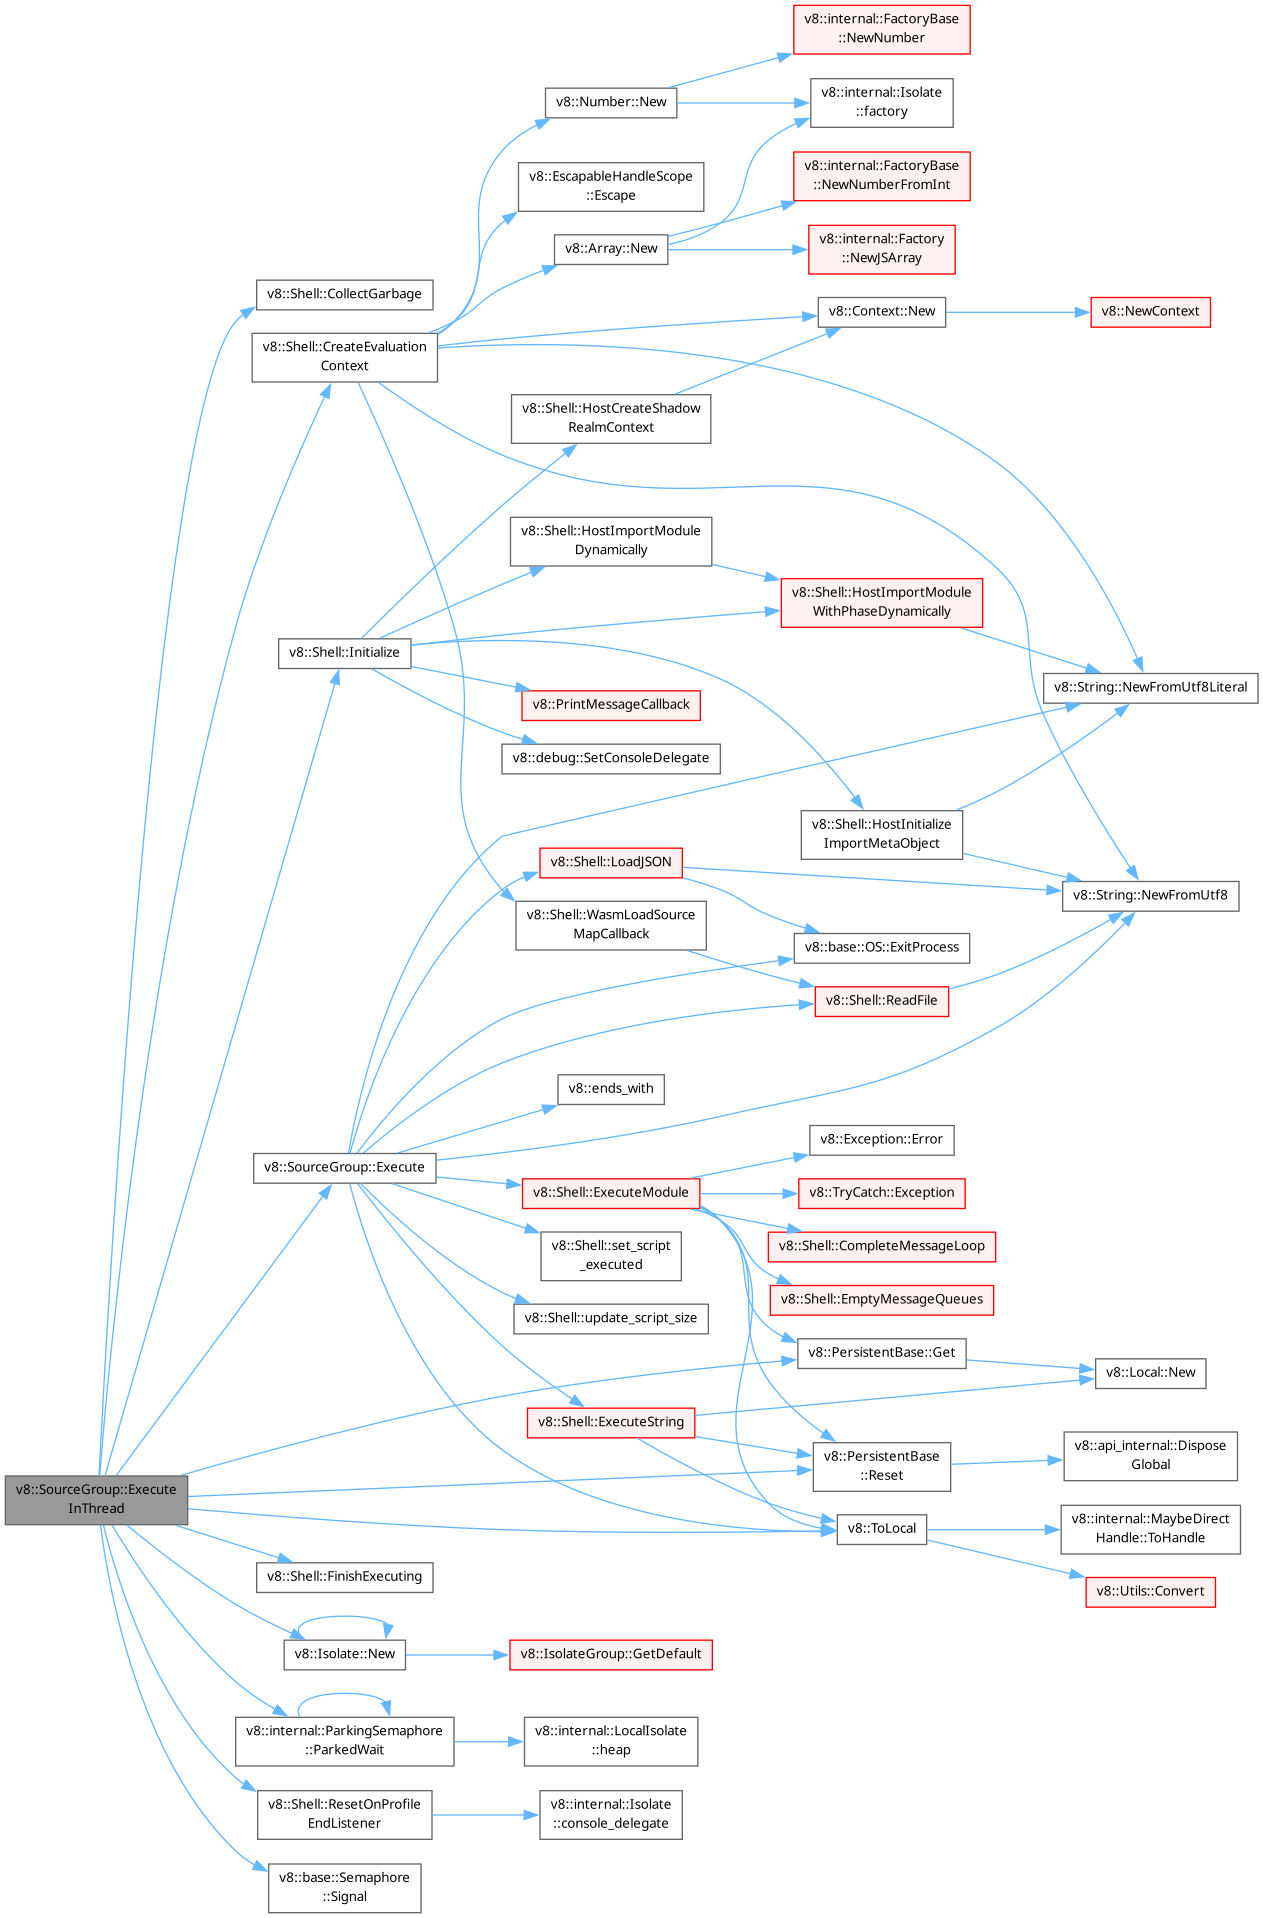 v8::internal::FactoryBase
::NewNumber
v8::Number::New
v8::internal::Isolate
::factory
v8::EscapableHandleScope
::Escape
v8::internal::FactoryBase
::NewNumberFromInt
v8::Array::New
v8::internal::Factory
::NewJSArray
v8::Shell::CollectGarbage
v8::Context::New
v8::NewContext
v8::Shell::CreateEvaluation
Context
v8::Shell::HostCreateShadow
RealmContext
v8::Shell::HostImportModule
Dynamically
v8::Shell::HostImportModule
WithPhaseDynamically
v8::Shell::Initialize
v8::String::NewFromUtf8Literal
v8::PrintMessageCallback
v8::debug::SetConsoleDelegate
v8::Shell::HostInitialize
ImportMetaObject
v8::Shell::LoadJSON
v8::String::NewFromUtf8
v8::Shell::WasmLoadSource
MapCallback
v8::base::OS::ExitProcess
v8::Shell::ReadFile
v8::ends_with
v8::Exception::Error
v8::SourceGroup::Execute
v8::Shell::ExecuteModule
v8::TryCatch::Exception
v8::Shell::CompleteMessageLoop
v8::Shell::set_script
_executed
v8::Shell::EmptyMessageQueues
v8::Shell::update_script_size
v8::PersistentBase::Get
v8::Local::New
v8::Shell::ExecuteString
v8::PersistentBase
::Reset
v8::api_internal::Dispose
Global
v8::SourceGroup::Execute
InThread
v8::ToLocal
v8::internal::MaybeDirect
Handle::ToHandle
v8::Shell::FinishExecuting
v8::Utils::Convert
v8::Isolate::New
v8::IsolateGroup::GetDefault
v8::internal::ParkingSemaphore
::ParkedWait
v8::internal::LocalIsolate
::heap
v8::Shell::ResetOnProfile
EndListener
v8::internal::Isolate
::console_delegate
v8::base::Semaphore
::Signal